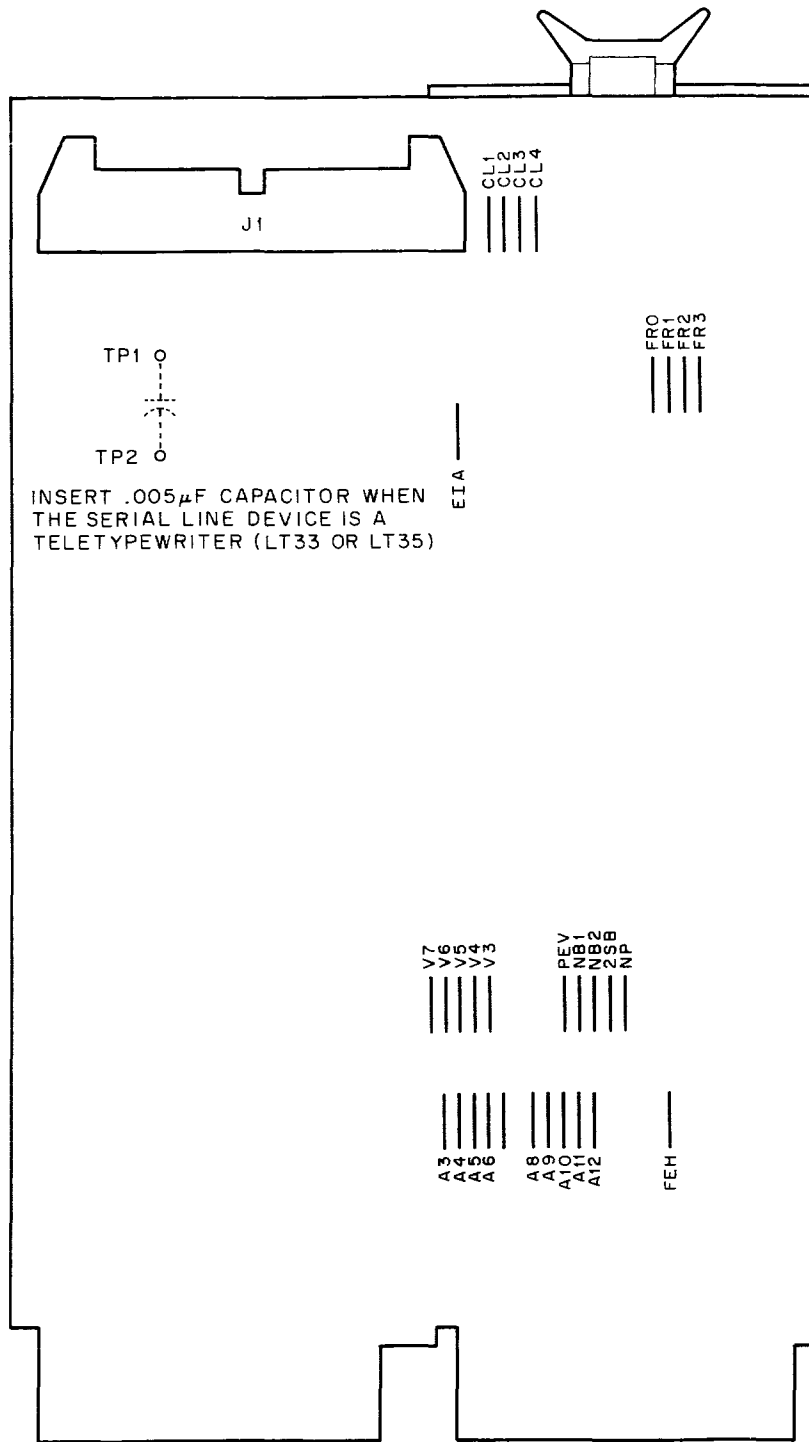 CL1
CL2
CL3
CL4
J1
FR0
FR1
FR2
FR3
TP1
TP2
EIA
INSERT .005µF CAPACITOR WHEN
THE SERIAL LINE DEVICE IS A
TELETYPEWRITER (LT33 OR LT35)
V7
V6
V5
V4
V3
PEV
NB1
NB2
2SB
NP
A3
A4
A5
A6
A8
A9
A10
A11
A12
FEH